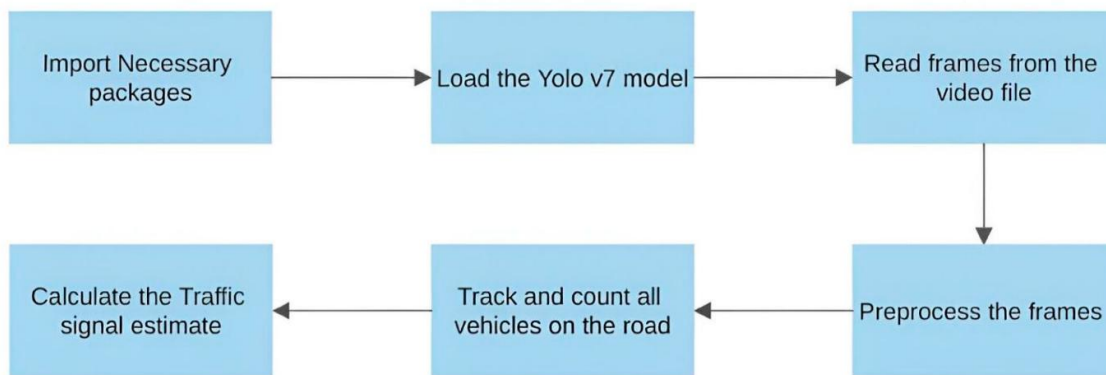 Import Necessary
packages
Load the Yolo v7 model
Read frames from the
video file
Preprocess the frames
Track and count all
vehicles on the road
Calculate the Traffic
signal estimate